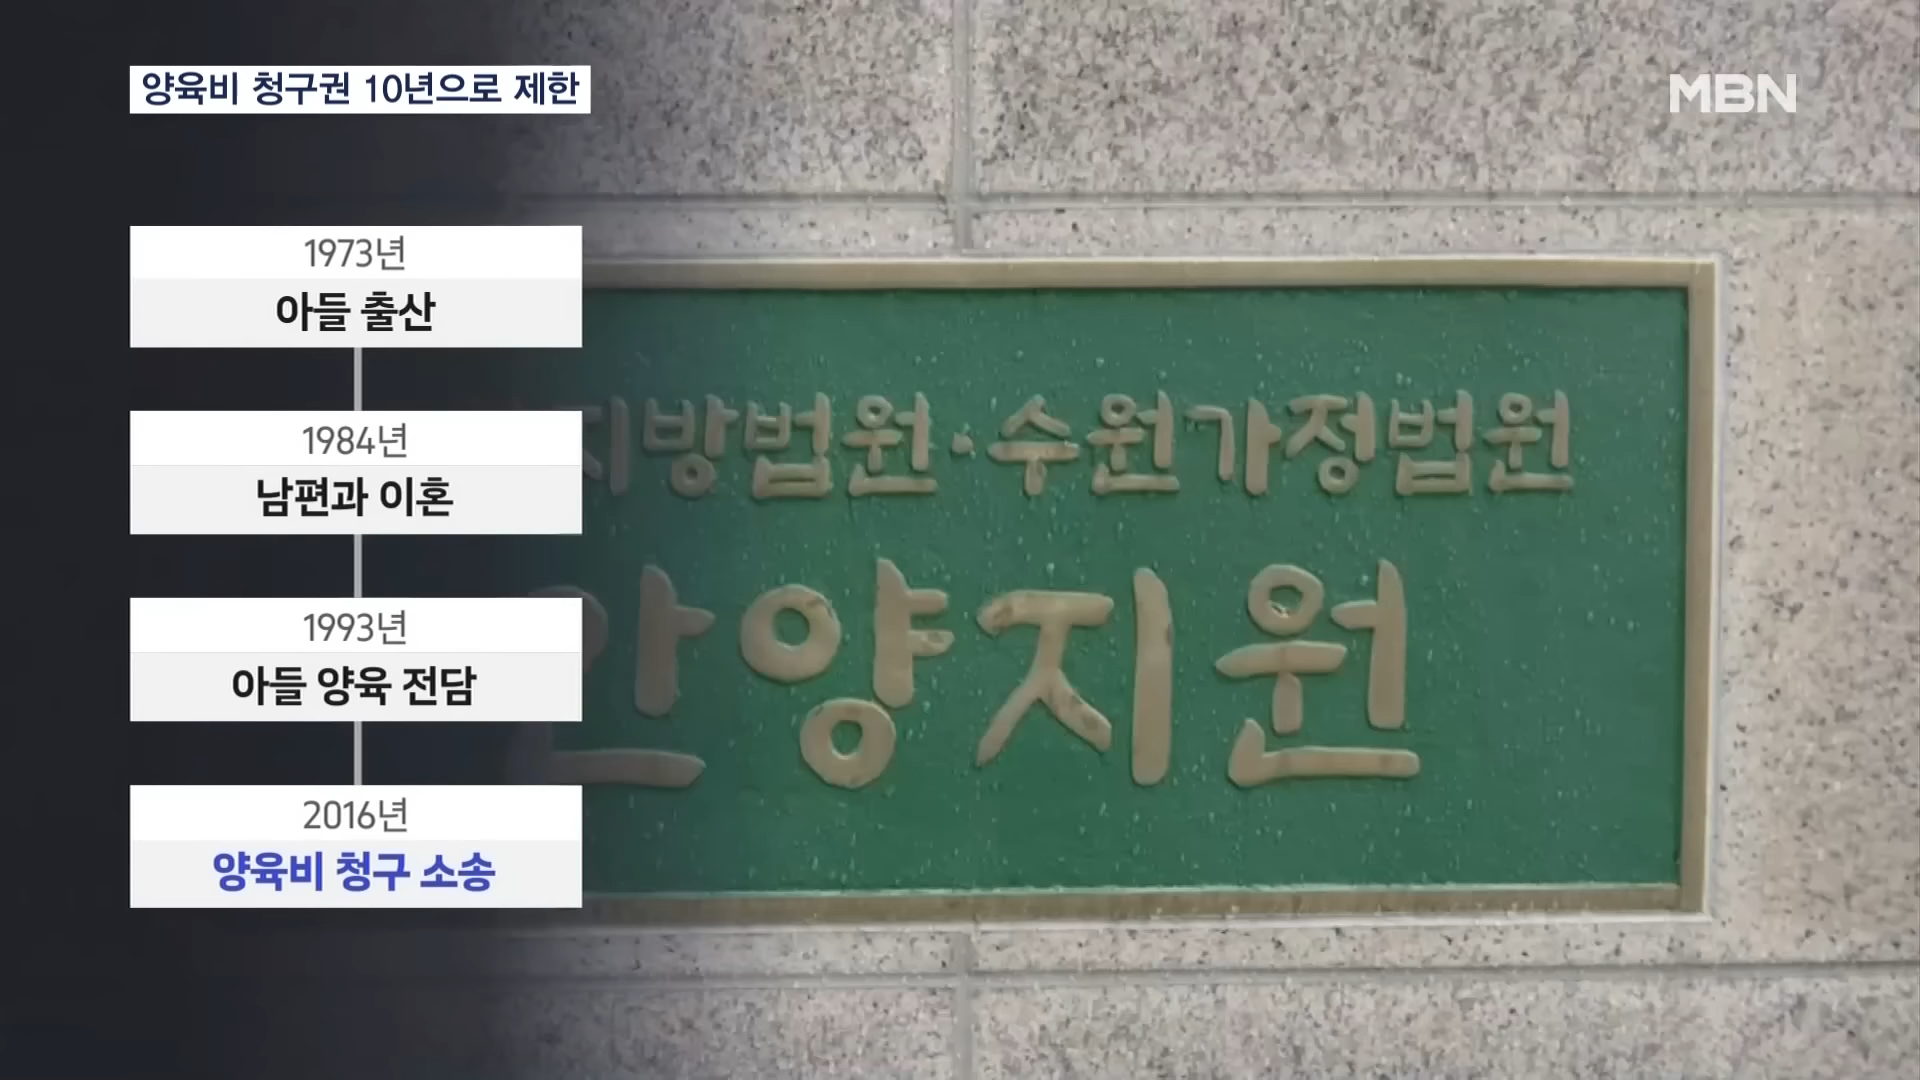 양육비 청구권 10년으로 제한
MBN
1973년
아들 출산
1984년
남편과 이혼
1993년
아들 양육 전담
2016년
양육비 청구 소송
지방법원·수원가정법원
안양지원